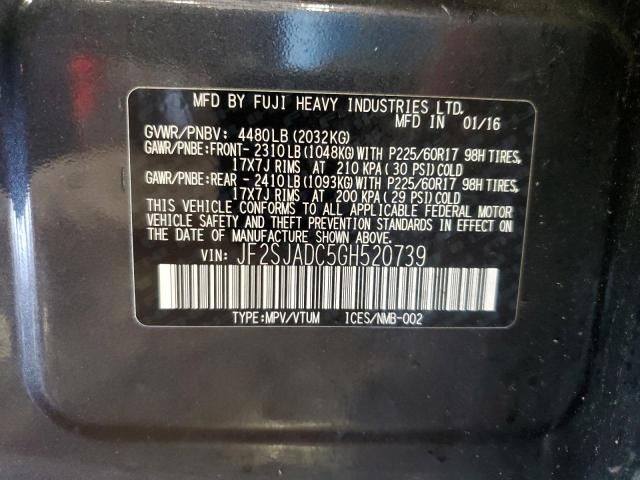 MFD BY FUJI HEAVY INDUSTRIES LTD.
MFD IN 01/16
GVWR/PNBV: 4480LB (2032KG)
GAWR/PNBE:FRONT- 2310LB (1048KG) WITH P225/60R17 98H TIRES,
17X7J RIMS AT 210 KPA ( 30 PSI) COLD
GAWR/PNBE:REAR - 2410LB (1093KG) WITH P225/60R17 98H TIRES,
17X7J RIMS AT 200 KPA ( 29 PSI) COLD
THIS VEHICLE CONFORMS TO ALL APPLICABLE FEDERAL MOTOR
VEHICLE SAFETY AND THEFT PREVENTION STANDARDS IN EFFECT ON
THE DATE OF MANUFACTURE SHOWN ABOVE.
VIN: JF2SJADC5GH520739
TYPE:MPV/VTUM ICES/NMB-002